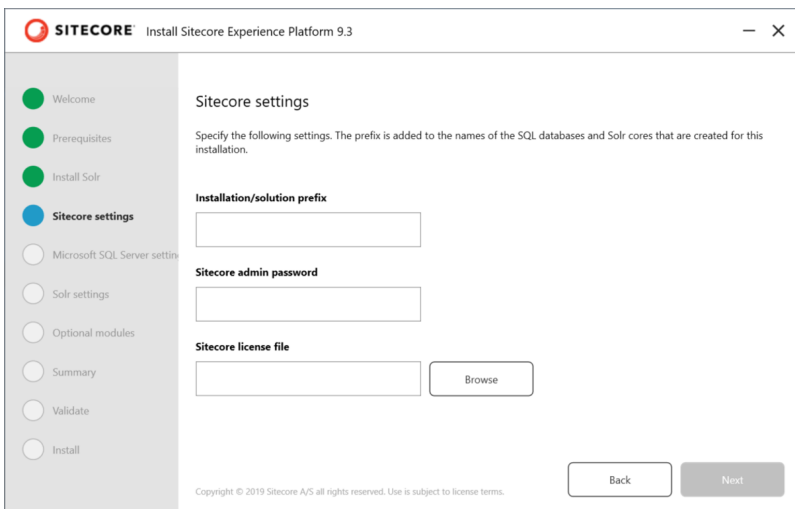 SITECORE Install Sitecore Experience Platform 9.3
Welcome
Prerequisites
Install Solr
Sitecore settings
Microsoft SQL Server settin
Solr settings
Optional modules
Summary
Validate
Install
Sitecore settings
Specify the following settings. The prefix is added to the names of the SQL databases and Solr cores that are created for this
installation.
Installation/solution prefix
Sitecore admin password
Sitecore license file
Browse
Back
Next
Copyright © 2019 Sitecore A/S all rights reserved. Use is subject to license terms.